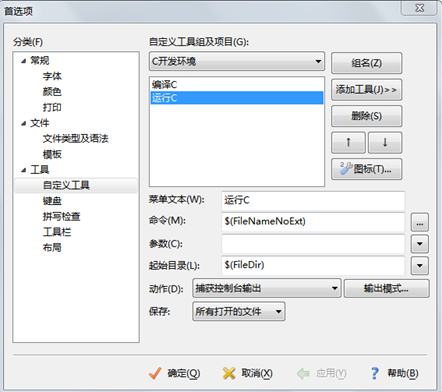 首选项
分类(F)
常规
字体
颜色
打印
文件
文件类型及语法
模板
工具
自定义工具
键盘
拼写检查
工具栏
布局
自定义工具组及项目(G):
C开发环境
组名(Z)
编译C
运行C
添加工具(J)>>
删除(S)
↑ ↓
图标(T)...
菜单文本(W): 运行C
命令(M): $(FileNameNoExt) ...
参数(C):
起始目录(L): $(FileDir)
动作(D): 捕获控制台输出 输出模式...
保存: 所有打开的文件
确定(O) 取消(X) 应用(Y) 帮助(B)